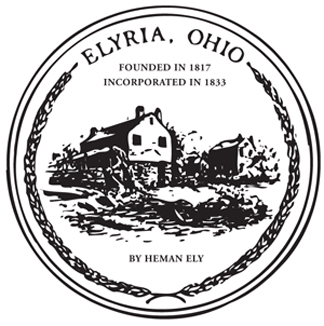 ELYRIA, OHIO
FOUNDED IN 1817
INCORPORATED IN 1833
BY HEMAN ELY